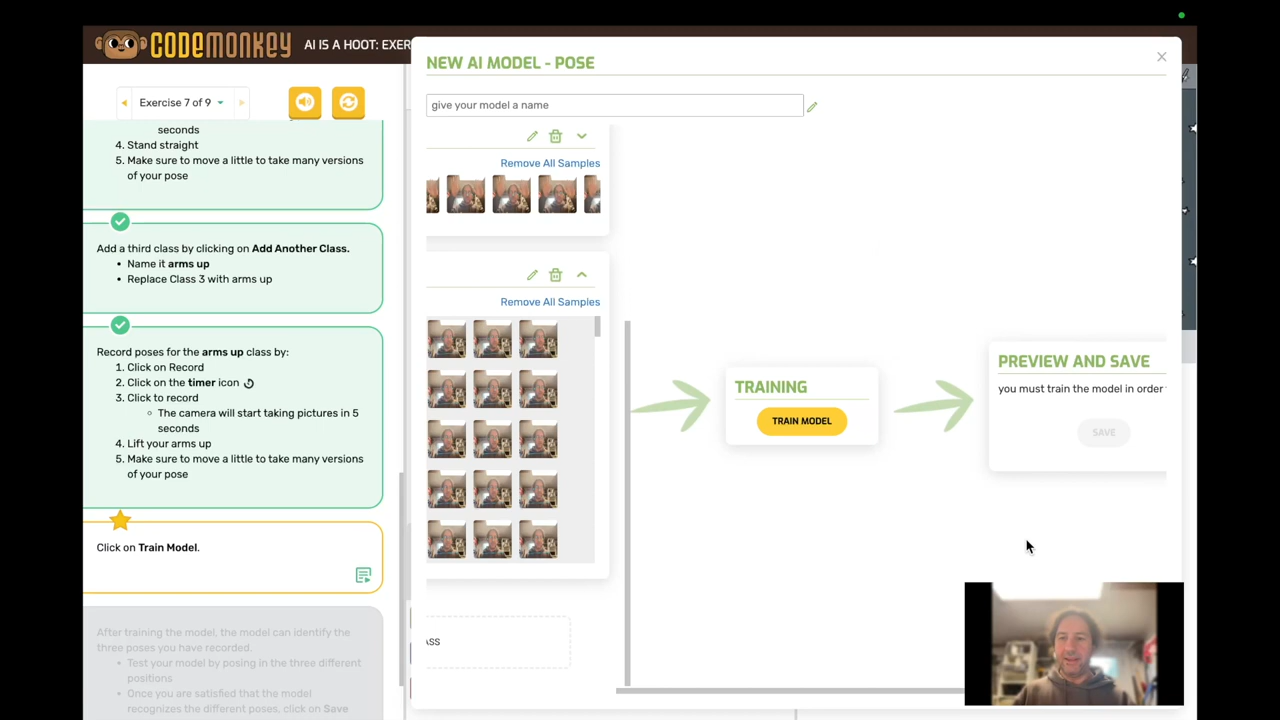 CODEMONKEY
AI IS A HOOT: EXER
Exercise 7 of 9
seconds
4. Stand straight
5. Make sure to move a little to take many versions
of your pose
Add a third class by clicking on Add Another Class.
• Name it arms up
• Replace Class 3 with arms up
Record poses for the arms up class by:
1. Click on Record
2. Click on the timer icon
3. Click to record
The camera will start taking pictures in 5
seconds
4. Lift your arms up
5. Make sure to move a little to take many versions
of your pose
Click on Train Model.
After training the model, the model can identify the
three poses you have recorded.
• Test your model by posing in the three different
positions
• Once you are satisfied that the model
recognizes the different poses, click on Save
NEW AI MODEL - POSE
give your model a name
Remove All Samples
Remove All Samples
ASS
TRAINING
TRAIN MODEL
PREVIEW AND SAVE
you must train the model in order
SAVE